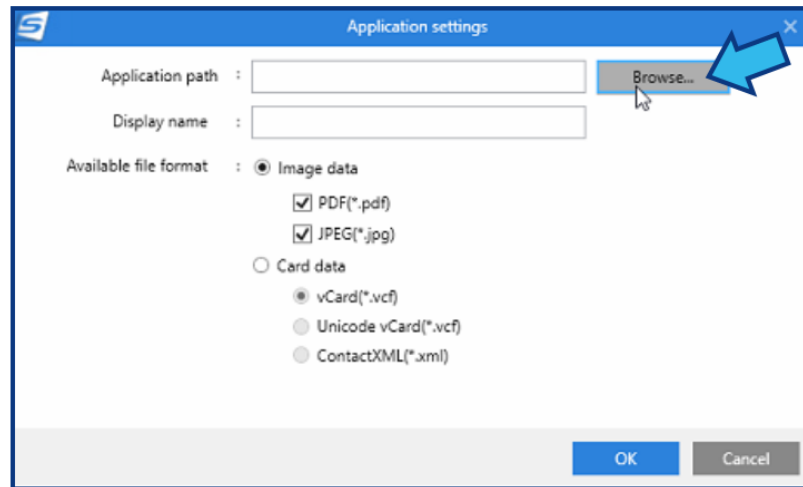 Application settings
Application path : Browse...
Display name :
Available file format : Image data
PDF(*.pdf)
JPEG(*.jpg)
Card data
vCard(*.vcf)
Unicode vCard(*.vcf)
ContactXML(*.xml)
OK Cancel